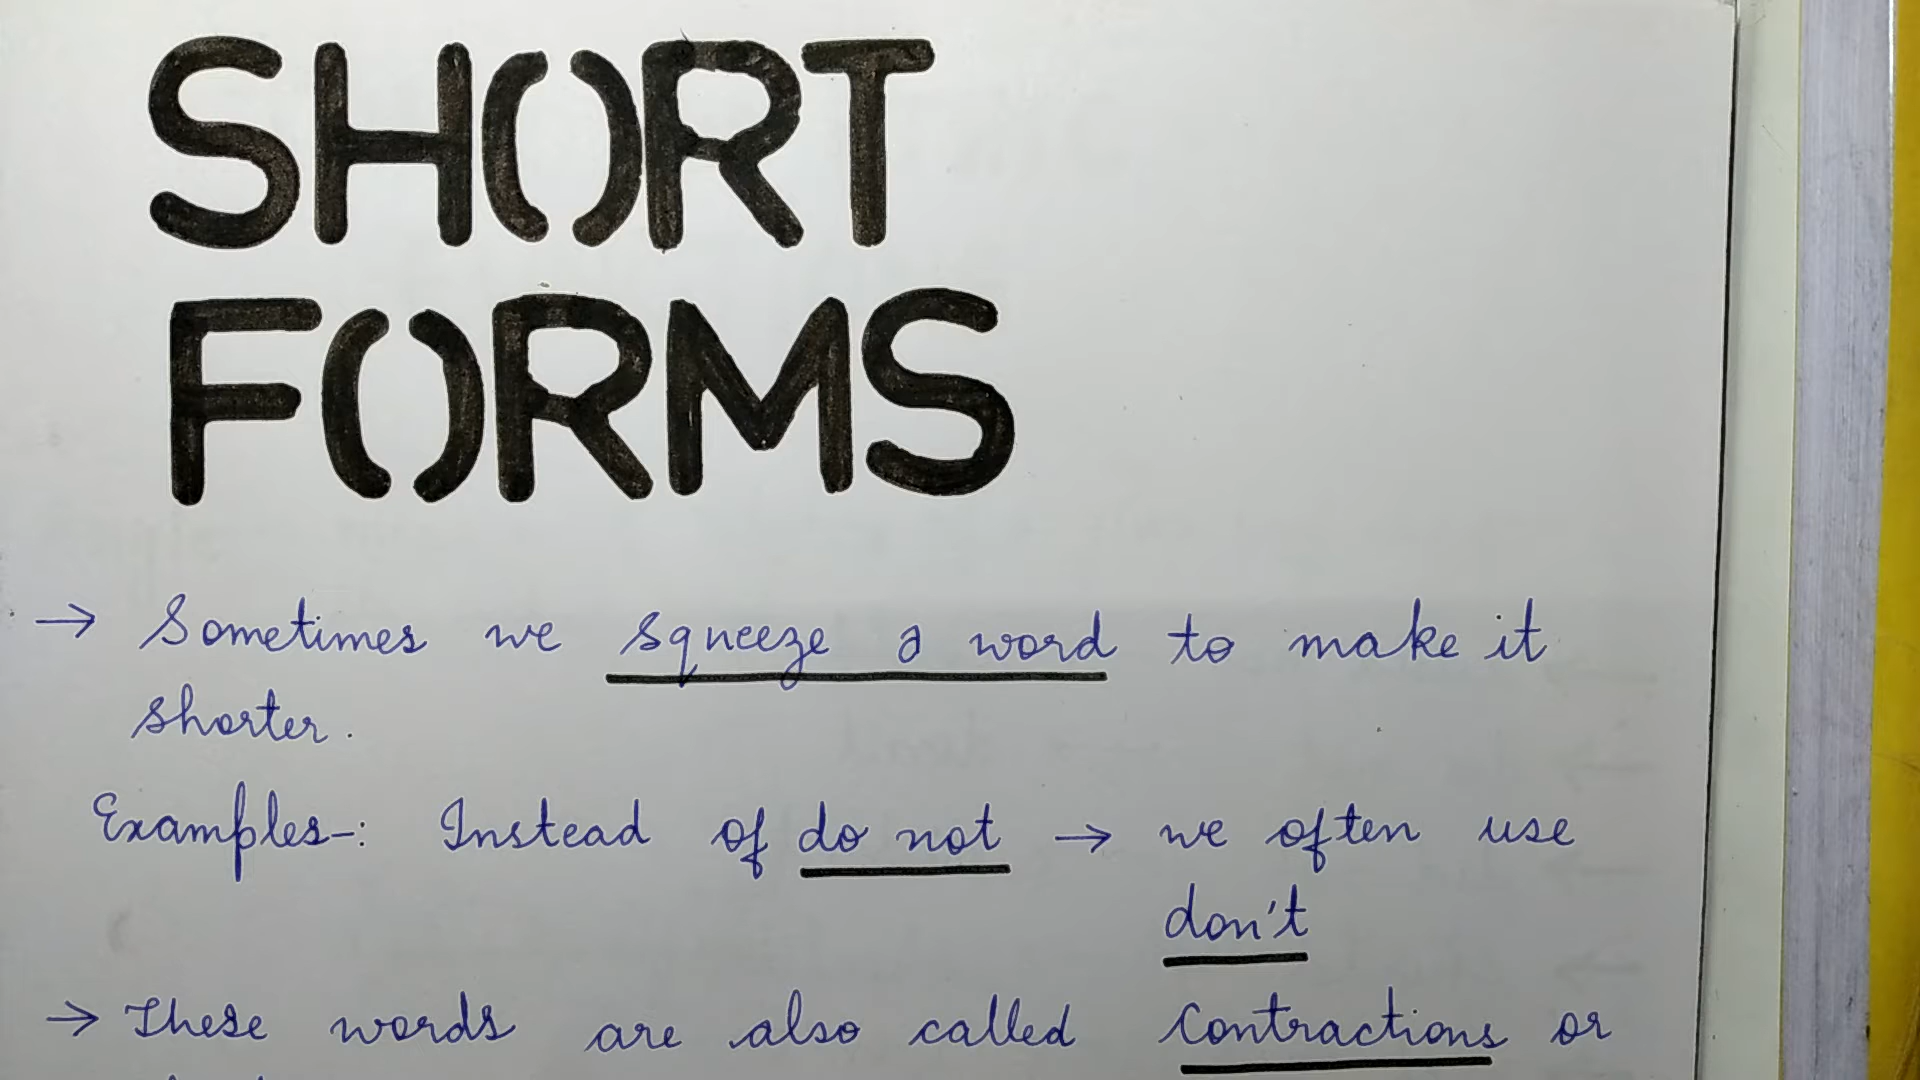 SHORT
FORMS
→ Sometimes we squeeze a word to make it
shorter.
Examples-: Instead of do not → we often use
don't
→ These words are also called contractions or